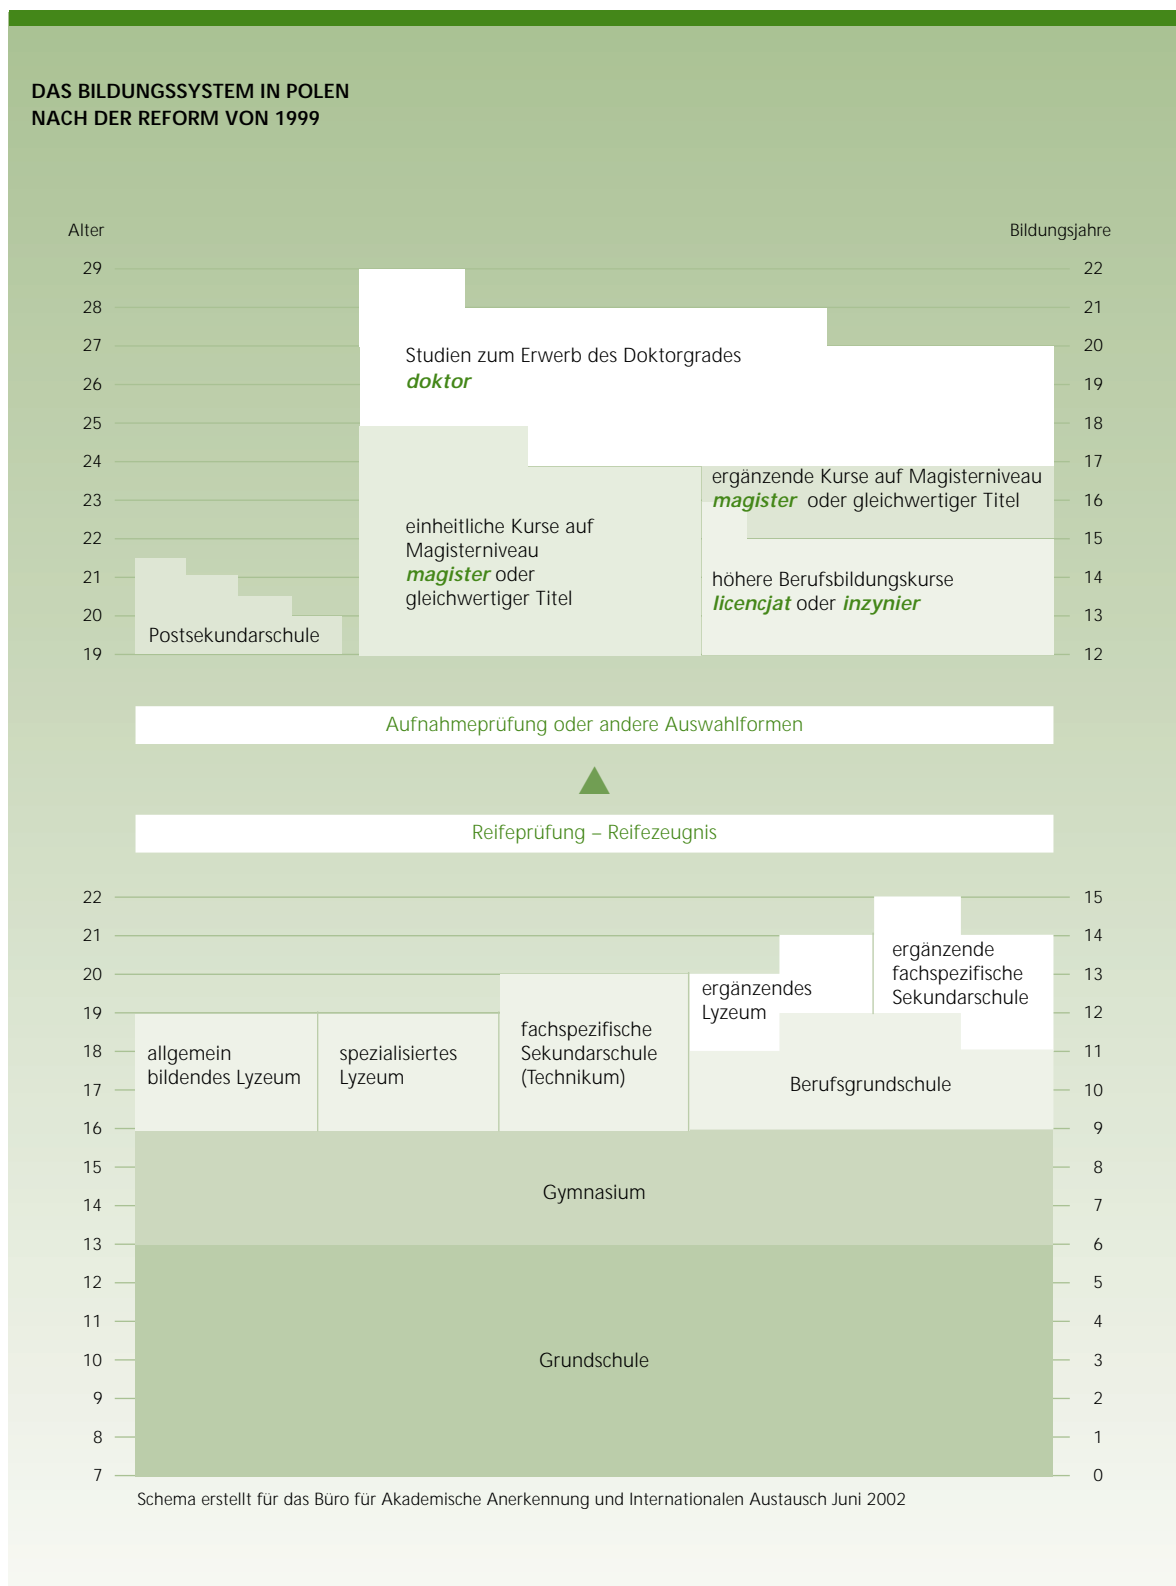 DAS BILDUNGSSYSTEM IN POLEN
NACH DER REFORM VON 1999
Alter
Bildungsjahre
29
22
28
21
27
20
26
19
25
18
24
17
23
16
22
15
21
14
20
13
19
12
Studien zum Erwerb des Doktorgrades
doktor
ergänzende Kurse auf Magisterniveau
magister oder gleichwertiger Titel
einheitliche Kurse auf
Magisterniveau
magister oder
gleichwertiger Titel
höhere Berufsbildungskurse
licencjat oder inzynier
Postsekundarschule
Aufnahmeprüfung oder andere Auswahlformen
Reifeprüfung – Reifezeugnis
22
15
21
14
20
13
19
12
18
11
17
10
16
9
15
8
14
7
13
6
12
5
11
4
10
3
9
2
8
1
7
0
allgemein
bildendes Lyzeum
spezialisiertes
Lyzeum
fachspezifische
Sekundarschule
(Technikum)
ergänzendes
Lyzeum
ergänzende
fachspezifische
Sekundarschule
Berufsgrundschule
Gymnasium
Grundschule
Schema erstellt für das Büro für Akademische Anerkennung und Internationalen Austausch Juni 2002